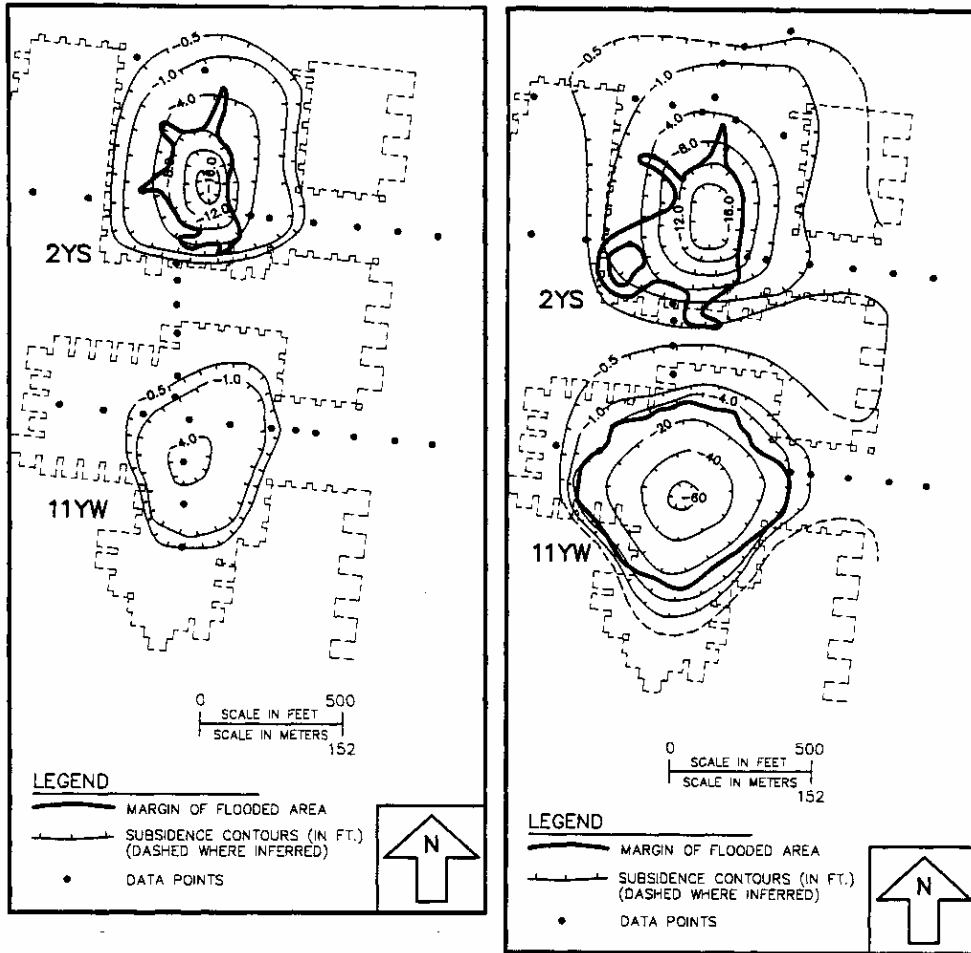 -0.5
-1.0
-4.0
-8.0
-16.0
-12.0
2YS
-0.5
-1.0
-4.0
11YW
0 500
SCALE IN FEET
SCALE IN METERS
152
LEGEND
MARGIN OF FLOODED AREA
SUBSIDENCE CONTOURS (IN FT.)
(DASHED WHERE INFERRED)
DATA POINTS
N
-0.5
-1.0
-4.0
-8.0
-12.0
-16.0
2YS
-0.5
-1.0
-4.0
-20
-40
-60
11YW
0 500
SCALE IN FEET
SCALE IN METERS
152
LEGEND
MARGIN OF FLOODED AREA
SUBSIDENCE CONTOURS (IN FT.)
(DASHED WHERE INFERRED)
DATA POINTS
N